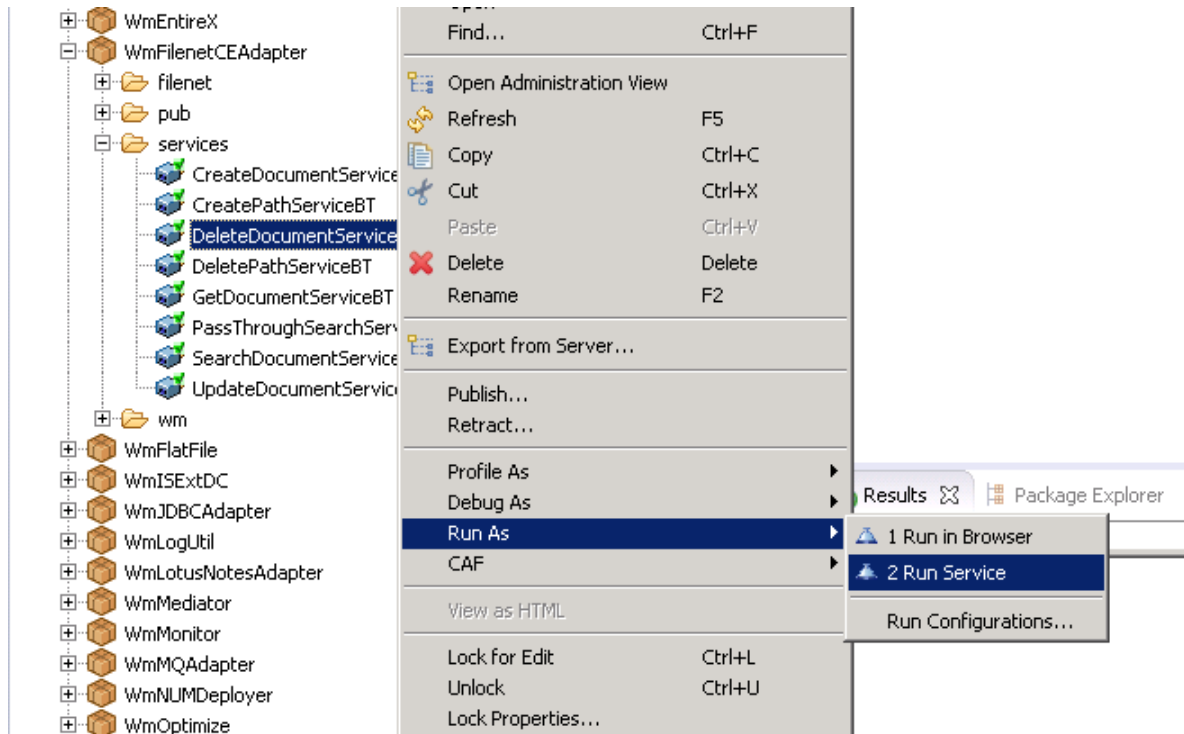 WmEntireX
WmFilenetCEAdapter
filenet
pub
services
CreateDocumentService
CreatePathServiceBT
DeleteDocumentService
DeletePathServiceBT
GetDocumentServiceBT
PassThroughSearchServ
SearchDocumentService
UpdateDocumentServic
wm
WmFlatFile
WmISExtDC
WmJDBCAdapter
WmLogUtil
WmLotusNotesAdapter
WmMediator
WmMonitor
WmMQAdapter
WmNUMDeployer
WmOptimize
Find... Ctrl+F
Open Administration View
Refresh F5
Copy Ctrl+C
Cut Ctrl+X
Paste Ctrl+V
Delete Delete
Rename F2
Export from Server...
Publish...
Retract...
Profile As
Debug As
Run As
CAF
View as HTML
Lock for Edit Ctrl+L
Unlock Ctrl+U
Lock Properties...
Results Package Explorer
1 Run in Browser
2 Run Service
Run Configurations...